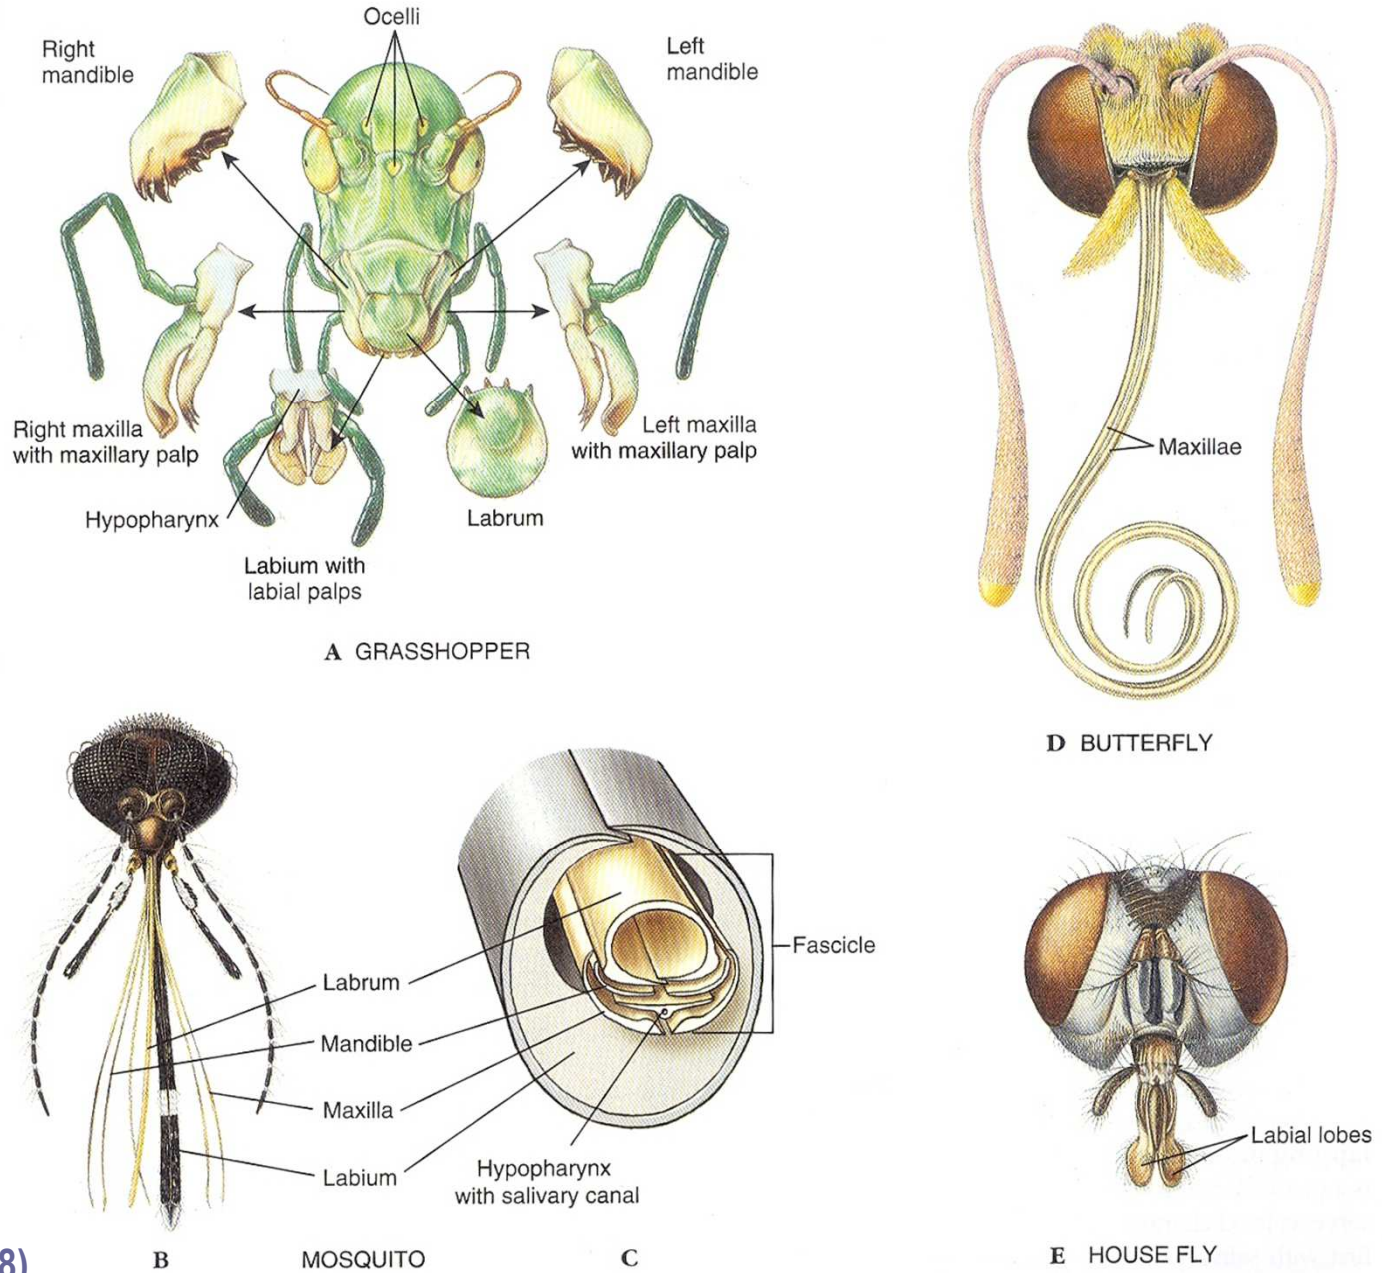 Ocelli
Right
mandible
Left
mandible
Right maxilla
with maxillary palp
Left maxilla
with maxillary palp
Hypopharynx
Labrum
Labium with
labial palps
A GRASSHOPPER
Maxillae
D BUTTERFLY
Labrum
Mandible
Maxilla
Labium
Fascicle
Hypopharynx
with salivary canal
B MOSQUITO C
Labial lobes
E HOUSE FLY
8)